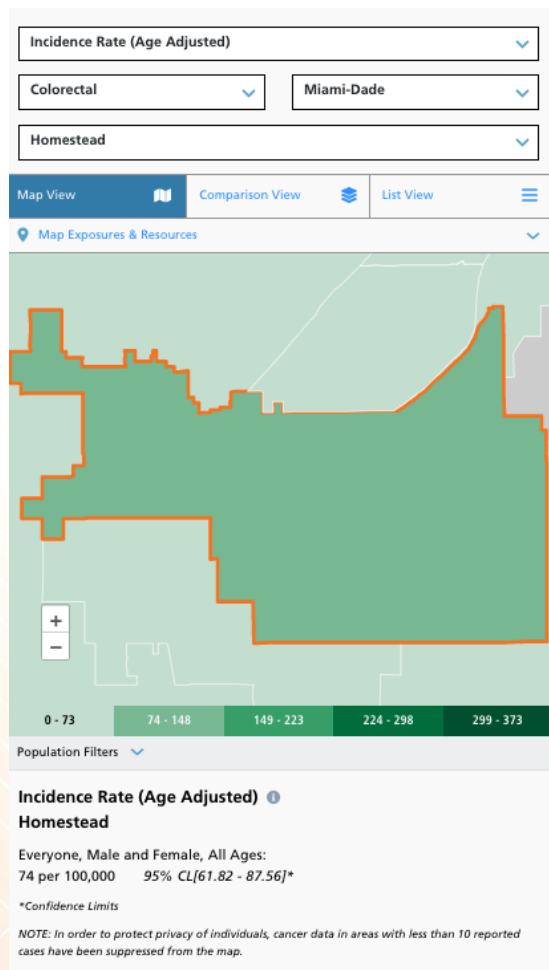 Incidence Rate (Age Adjusted)
Colorectal
Miami-Dade
Homestead
Map View
Comparison View
List View
Map Exposures & Resources
+
−
0 - 73
74 - 148
149 - 223
224 - 298
299 - 373
Population Filters
Incidence Rate (Age Adjusted)
Homestead
Everyone, Male and Female, All Ages:
74 per 100,000 95% CL[61.82 - 87.56]*
*Confidence Limits
NOTE: In order to protect privacy of individuals, cancer data in areas with less than 10 reported
cases have been suppressed from the map.